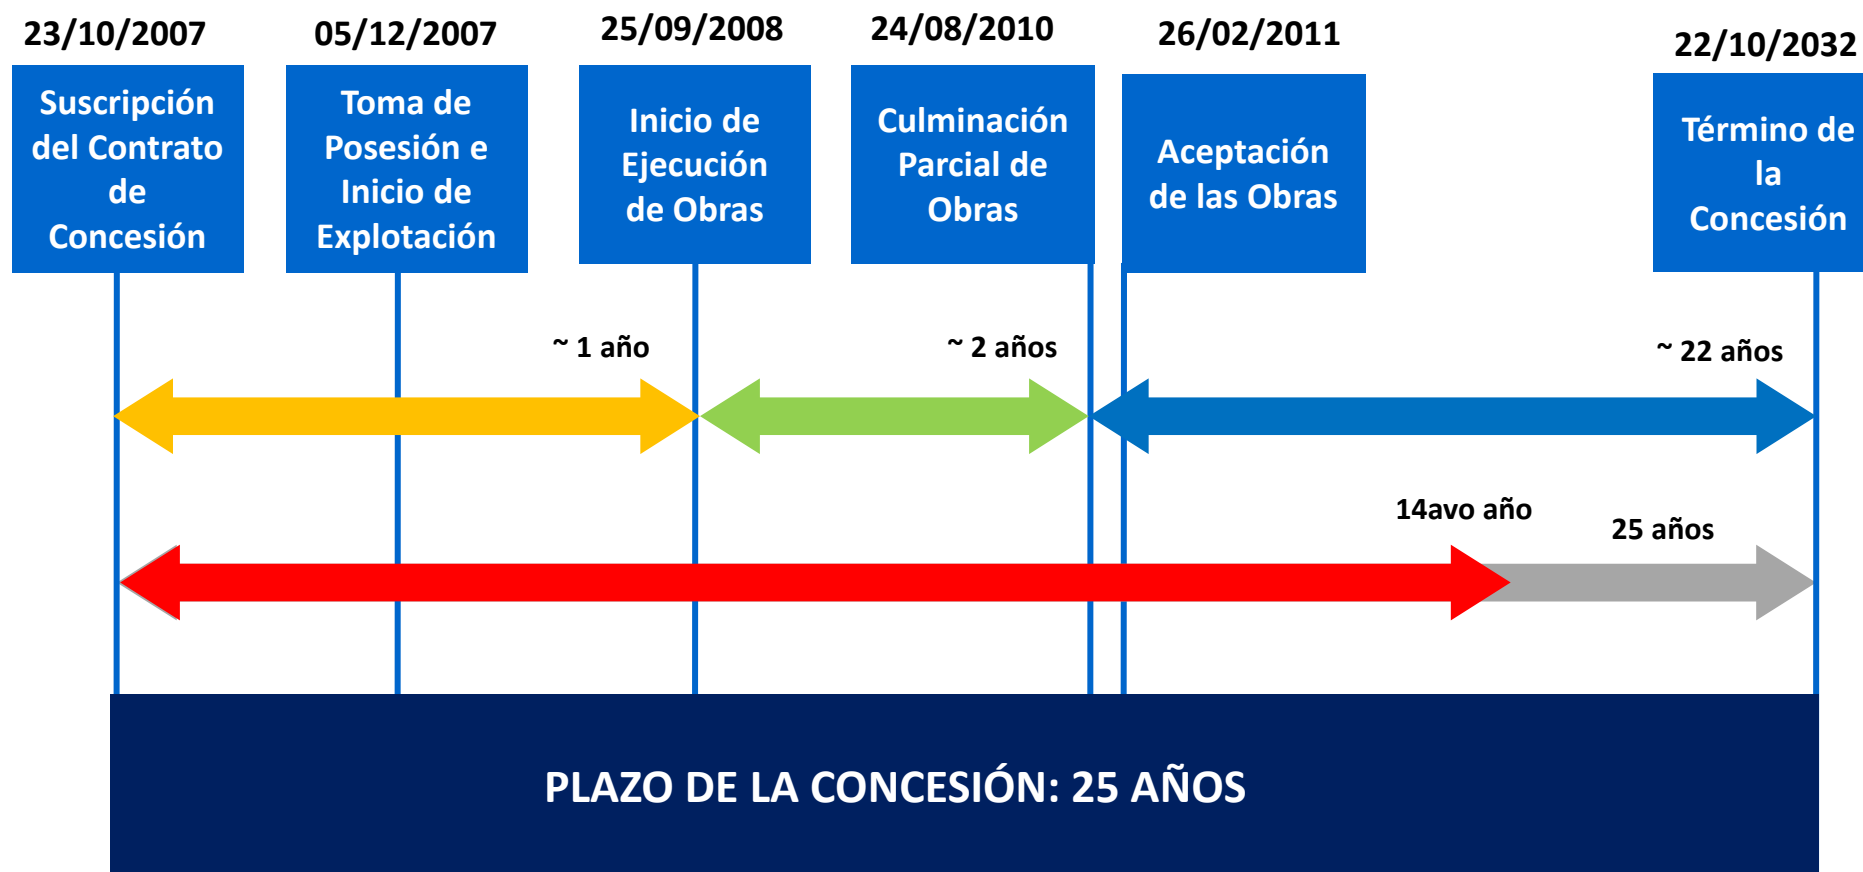 23/10/2007
Suscripción
del Contrato
de
Concesión
05/12/2007
Toma de
Posesión e
Inicio de
Explotación
25/09/2008
Inicio de
Ejecución
de Obras
24/08/2010
Culminación
Parcial de
Obras
26/02/2011
Aceptación
de las Obras
22/10/2032
Término de
la
Concesión
~ 1 año
~ 2 años
~ 22 años
14avo año
25 años
PLAZO DE LA CONCESIÓN: 25 AÑOS